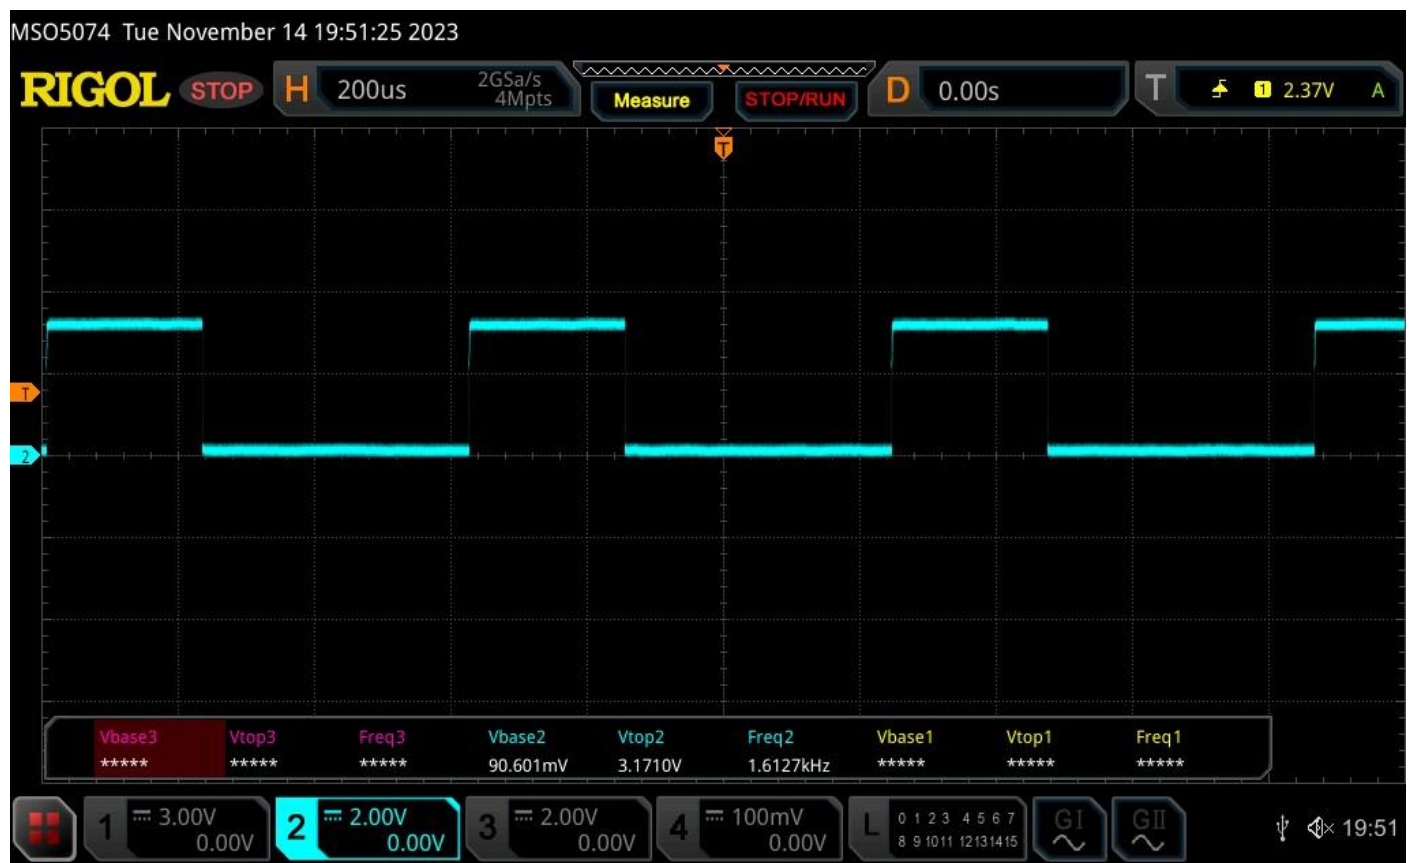 MSO5074 Tue November 14 19:51:25 2023
RIGOL STOP H 200us 2GSa/s 4Mpts Measure STOP/RUN D 0.00s T 1 2.37V A
T
T
2
Vbase3 Vtop3 Freq3 Vbase2 Vtop2 Freq2 Vbase1 Vtop1 Freq1
***** ***** ***** 90.601mV 3.1710V 1.6127kHz ***** ***** *****
1 3.00V 0.00V 2 2.00V 0.00V 3 2.00V 0.00V 4 100mV 0.00V L 0 1 2 3 4 5 6 7 8 9 10 11 12 13 14 15 GI GII 19:51